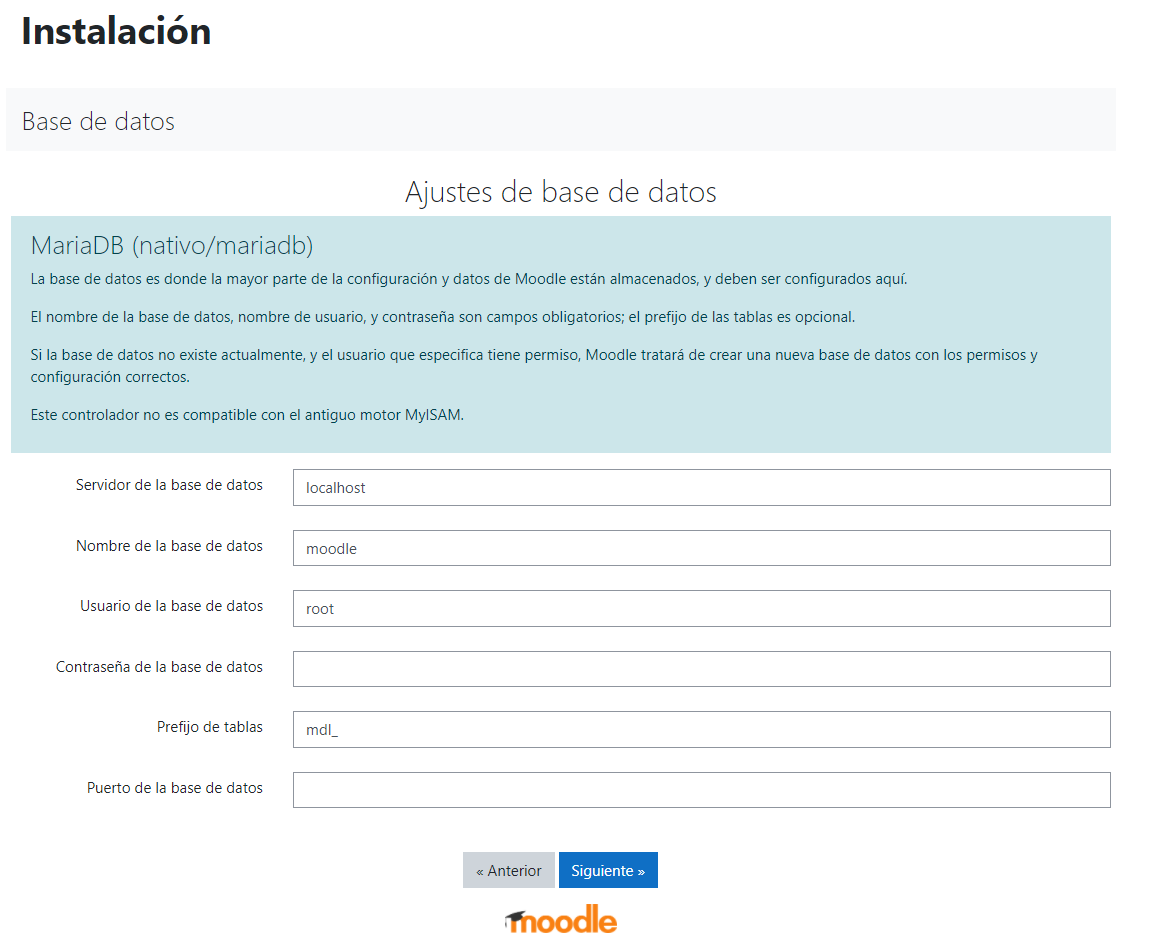 Instalación
Base de datos
Ajustes de base de datos
MariaDB (nativo/mariadb)
La base de datos es donde la mayor parte de la configuración y datos de Moodle están almacenados, y deben ser configurados aquí.
El nombre de la base de datos, nombre de usuario, y contraseña son campos obligatorios; el prefijo de las tablas es opcional.
Si la base de datos no existe actualmente, y el usuario que especifica tiene permiso, Moodle tratará de crear una nueva base de datos con los permisos y
configuración correctos.
Este controlador no es compatible con el antiguo motor MyISAM.
Servidor de la base de datos localhost
Nombre de la base de datos moodle
Usuario de la base de datos root
Contraseña de la base de datos
Prefijo de tablas mdl_
Puerto de la base de datos
« Anterior Siguiente »
moodle